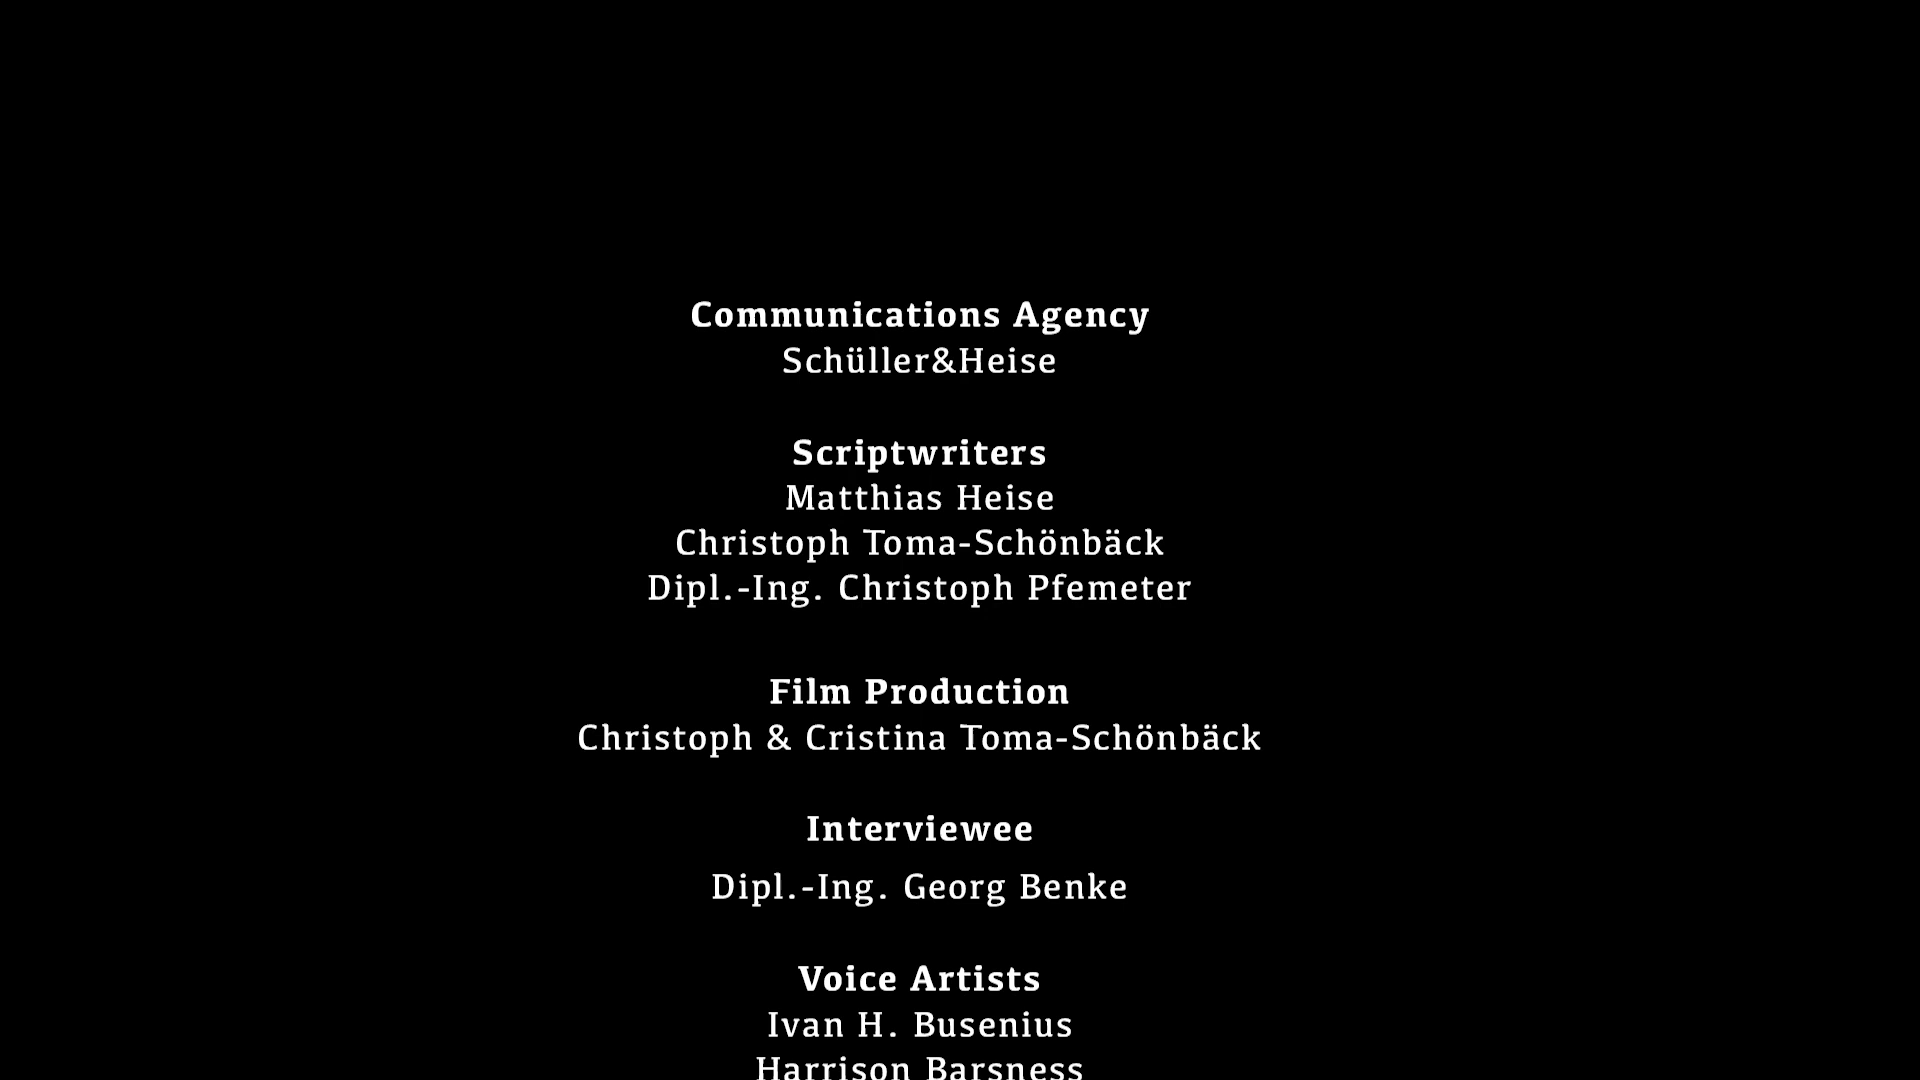 Communications Agency
Schüller&Heise
Scriptwriters
Matthias Heise
Christoph Toma-Schönbäck
Dipl.-Ing. Christoph Pfemeter
Film Production
Christoph & Cristina Toma-Schönbäck
Interviewee
Dipl.-Ing. Georg Benke
Voice Artists
Ivan H. Busenius
Harrison Barsness